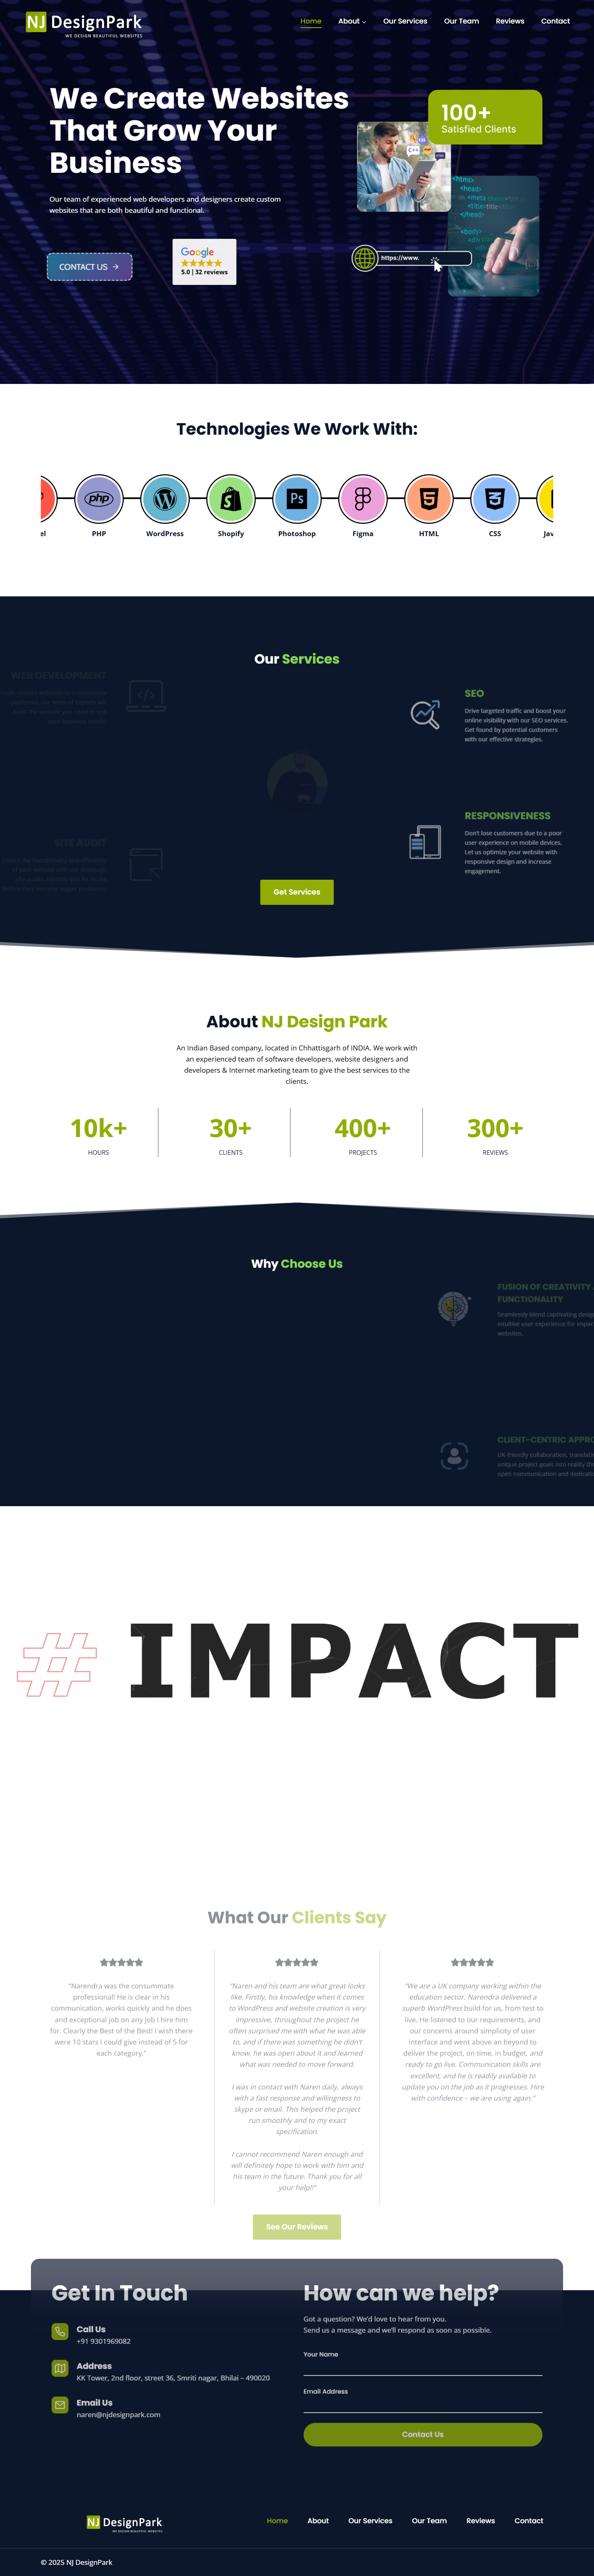 NJ DesignPark
WE DESIGN BEAUTIFUL WEBSITES
Home About Our Services Our Team Reviews Contact
We Create Websites
That Grow Your
Business
Our team of experienced web developers and designers create custom
websites that are both beautiful and functional.
CONTACT US
Google
5.0 | 32 reviews
100+
Satisfied Clients
<html>
<head>
<meta
<title>title
</head>
<body>
https://www.
Technologies We Work With:
el
PHP
WordPress
Shopify
Photoshop
Figma
HTML
CSS
Jav
Our Services
WEB DEVELOPMENT
SEO
Drive targeted traffic and boost your
online visibility with our SEO services.
Get found by potential customers
with our effective strategies.
SITE AUDIT
RESPONSIVENESS
Don't lose customers due to a poor
user experience on mobile devices.
Let us optimize your website with
responsive design and increase
engagement.
Get Services
About NJ Design Park
An Indian Based company, located in Chhattisgarh of INDIA. We work with
an experienced team of software developers, website designers and
developers & Internet marketing team to give the best services to the
clients.
10k+
HOURS
30+
CLIENTS
400+
PROJECTS
300+
REVIEWS
Why Choose Us
FUSION OF CREATIVITY
FUNCTIONALITY
Seamlessly blend captivating desig
intuitive user experience for impac
websites.
CLIENT-CENTRIC APPRO
UK-friendly collaboration, translat
unique project goals into reality th
open communication and dedicatio
# IMPACT
What Our Clients Say
"Narendra was the consummate
professional! He is clear in his
communication, works quickly and he does
and exceptional job on any job I hire him
for. Clearly the Best of the Best! I wish there
were 10 stars I could give instead of 5 for
each category."
"Naren and his team are what great looks
like. Firstly, his knowledge when it comes
to WordPress and website creation is very
impressive, throughout the project he
often surprised me with what he was able
to, and if there was something he didn't
know, he was open about it and learned
what was needed to move forward.
I was in contact with Naren daily, always
with a fast response and willingness to
skype or email. This helped the project
run smoothly and to my exact
specification.
I cannot recommend Naren enough and
will definitely hope to work with him and
his team in the future. Thank you for all
your help!!"
"We are a UK company working within the
education sector. Narendra delivered a
superb WordPress build for us, from test to
live. He listened to our requirements, and
our concerns around simplicity of user
interface and went above an beyond to
deliver the project, on time, in budget, and
ready to go live. Communication skills are
excellent, and he is readily available to
update you on the job as it progresses. Hire
with confidence – we are using again."
See Our Reviews
Get In Touch
Call Us
+91 9301969082
Address
KK Tower, 2nd floor, street 36, Smriti nagar, Bhilai – 490020
Email Us
naren@njdesignpark.com
How can we help?
Got a question? We'd love to hear from you.
Send us a message and we'll respond as soon as possible.
Your Name
Email Address
Contact Us
NJ DesignPark
WE DESIGN BEAUTIFUL WEBSITES
Home About Our Services Our Team Reviews Contact
© 2025 NJ DesignPark